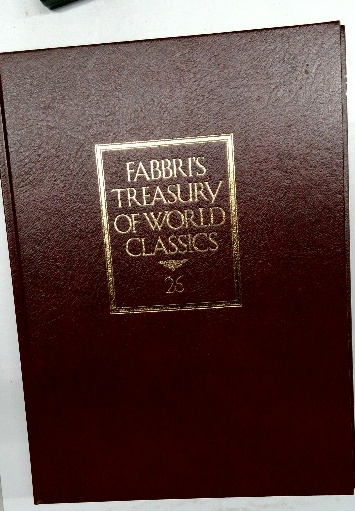 FABBRI'S
TREASURY
OF WORLD
CLASSICS
26